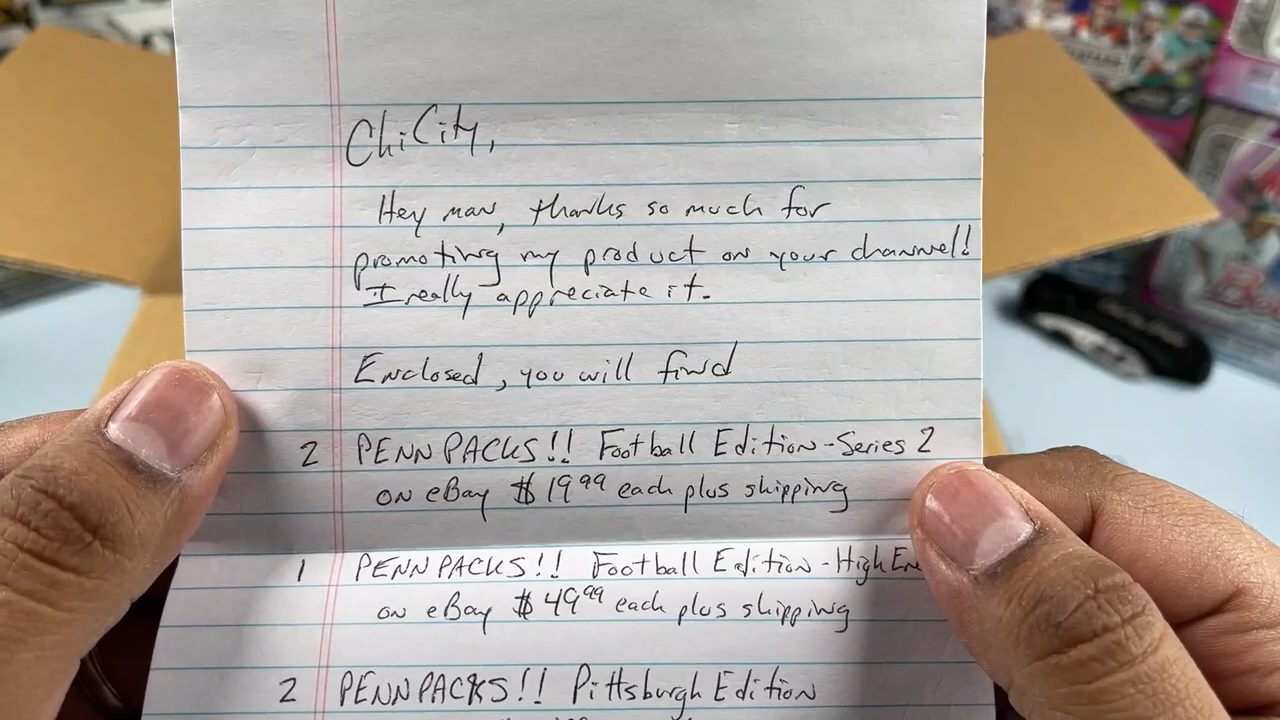 ChiCity,
Hey man, thanks so much for
promoting my product on your channel!
I really appreciate it.
Enclosed, you will find
2 PENN PACKS!! Football Edition - Series 2
on eBay $19.99 each plus shipping
1 PENN PACKS!! Football Edition - High En
on eBay $49.99 each plus shipping
2 PENN PACKS!! Pittsburgh Edition